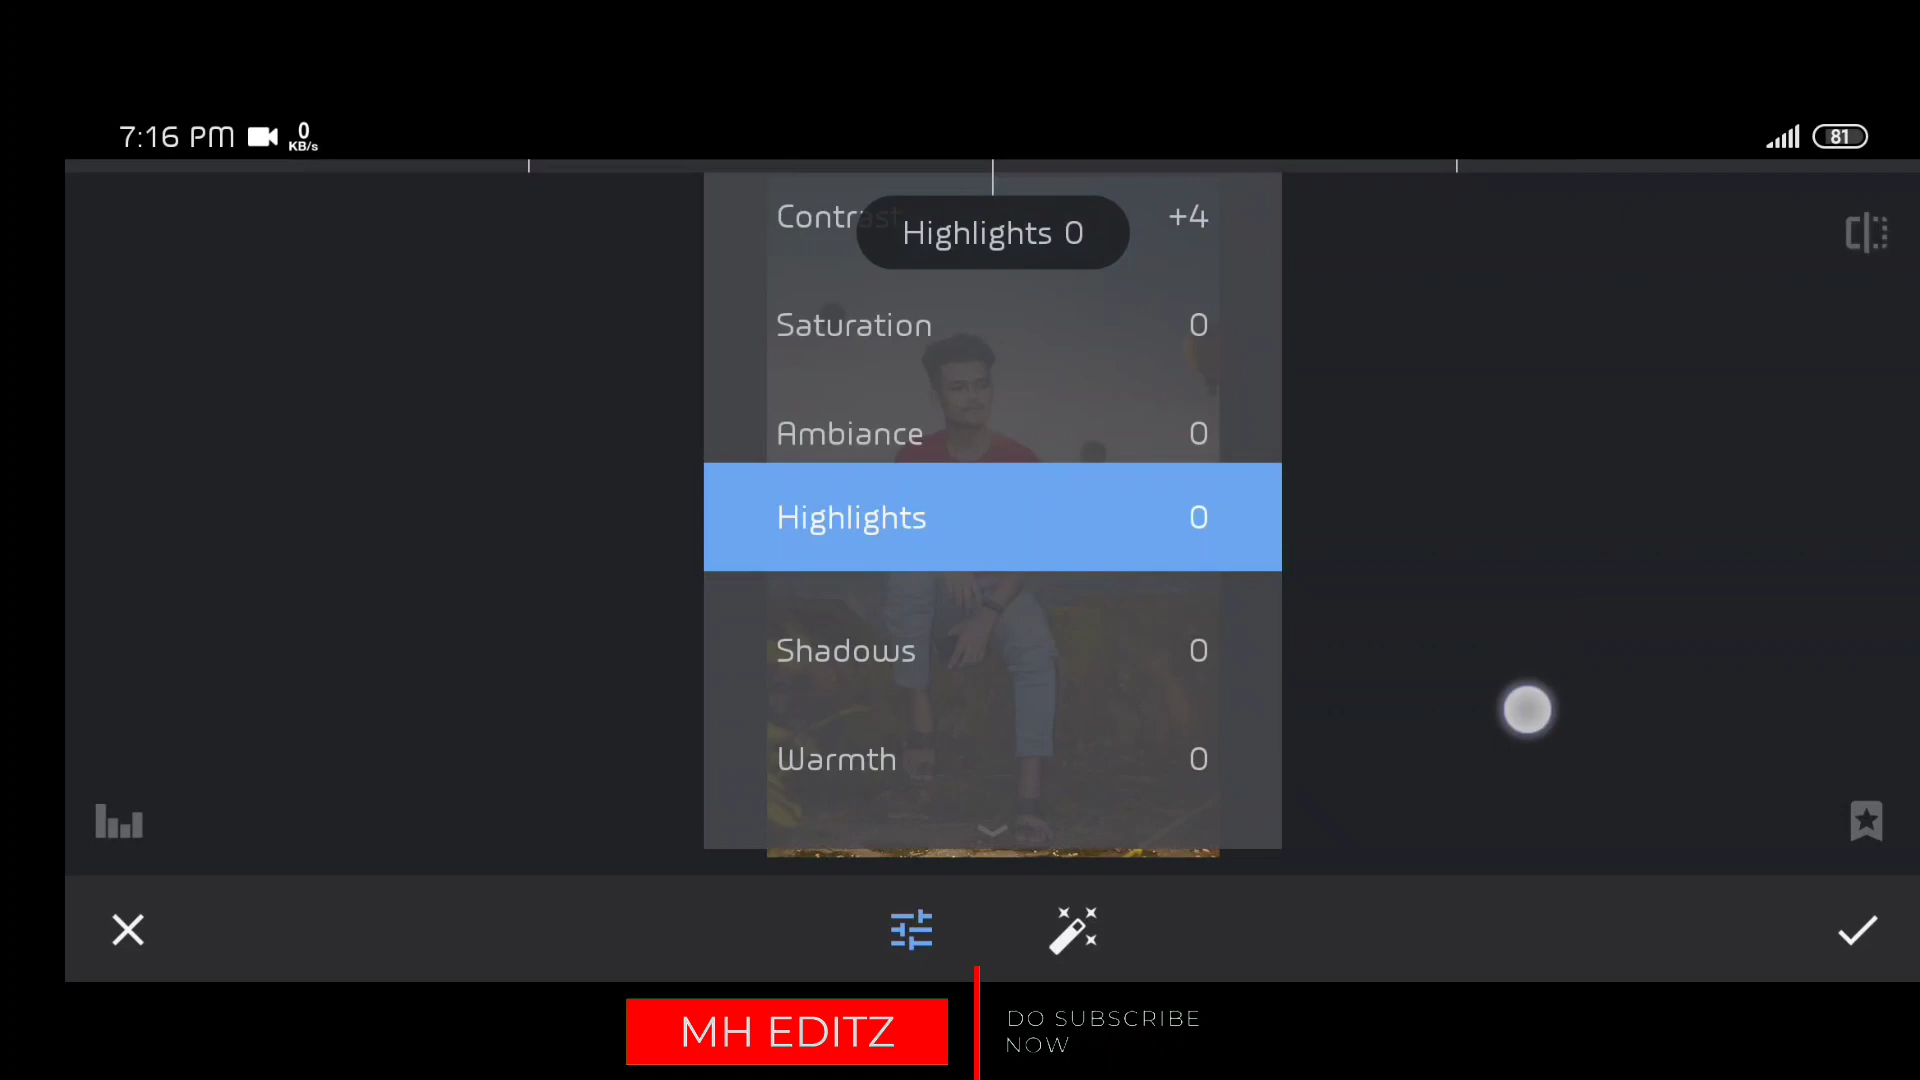 7:16 PM 0 KB/s 81
Contrast +4
Highlights 0
Saturation 0
Ambiance 0
Highlights 0
Shadows 0
Warmth 0
MH EDITZ
DO SUBSCRIBE
NOW